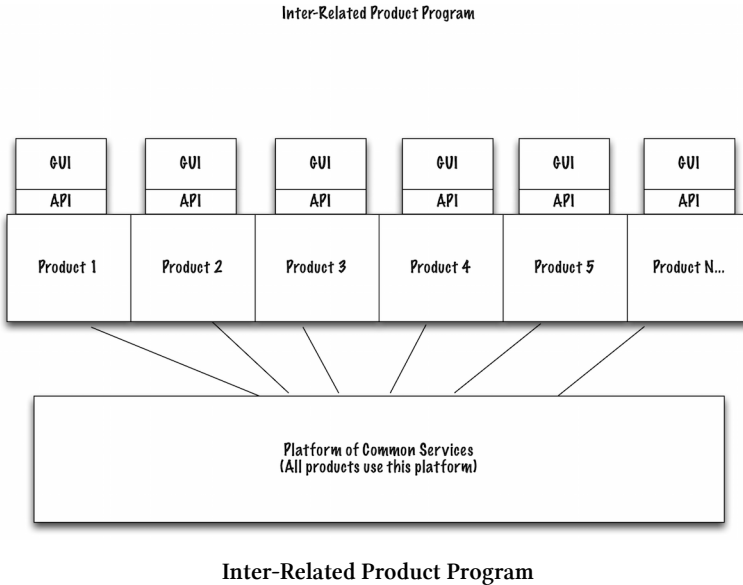 Inter-Related Product Program
GUI GUI GUI GUI GUI GUI
API API API API API API
Product 1 Product 2 Product 3 Product 4 Product 5 Product N...
Platform of Common Services
(All products use this platform)
Inter-Related Product Program